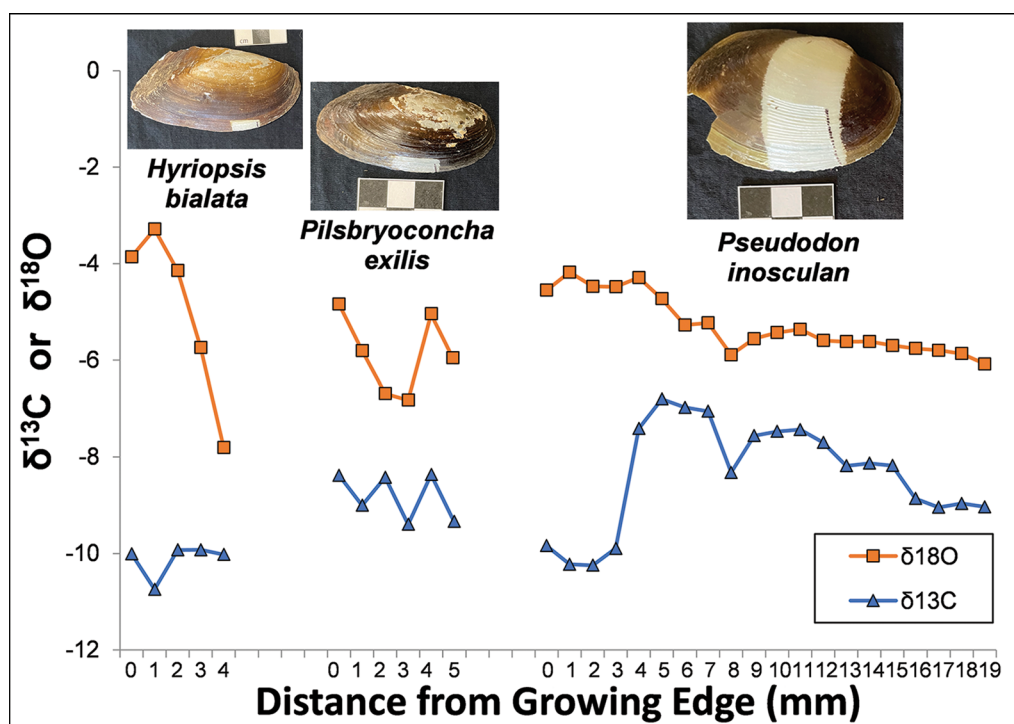 cm
Hyriopsis
bialata
Pilsbryoconcha
exilis
Pseudodon
inosculan
δ13C or δ18O
0
-2
-4
-6
-8
-10
-12
δ18O
δ13C
0 1 2 3 4 0 1 2 3 4 5 0 1 2 3 4 5 6 7 8 9 10 11 12 13 14 15 16 17 18 19
Distance from Growing Edge (mm)